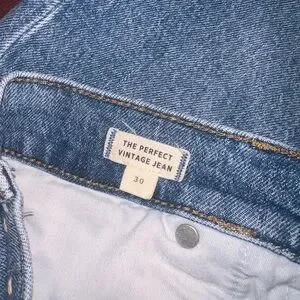 THE PERFECT
VINTAGE JEAN
30